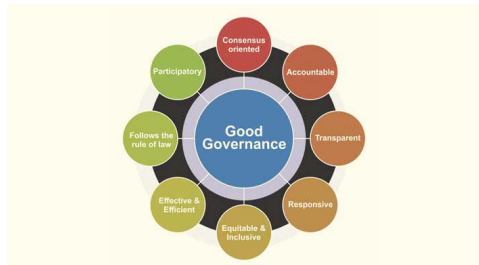 Consensus
oriented
Accountable
Transparent
Responsive
Equitable &
Inclusive
Effective &
Efficient
Follows the
rule of law
Participatory
Good
Governance